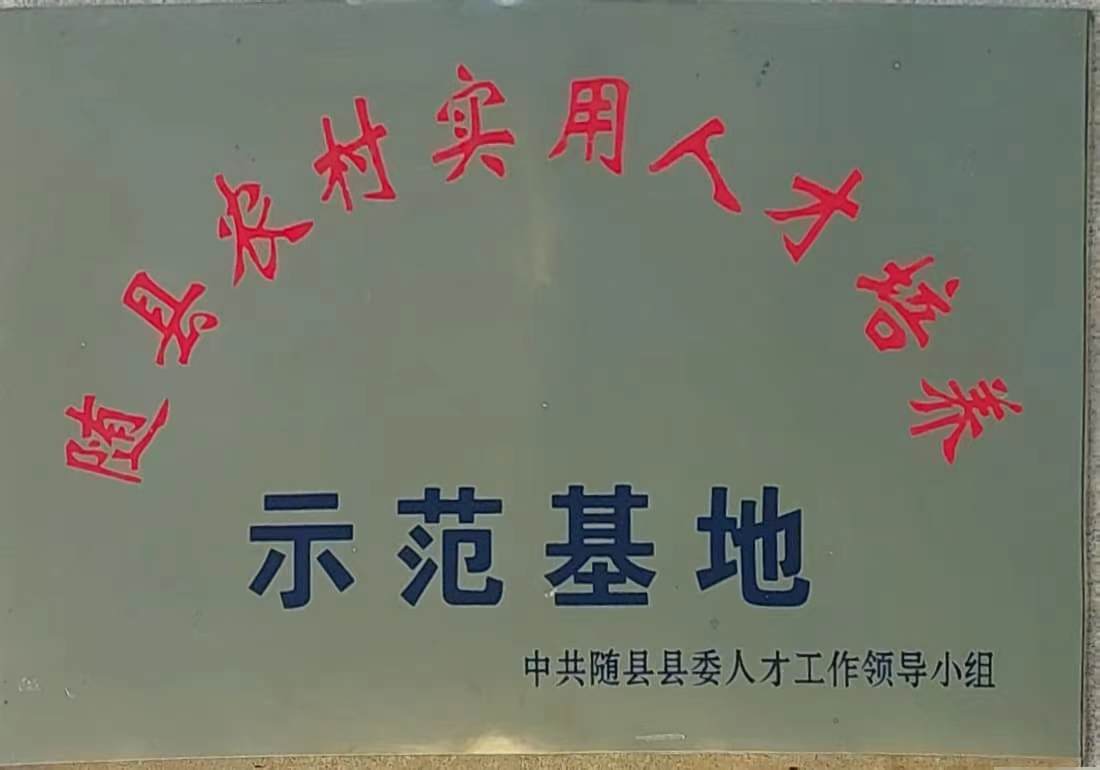 随县农村实用人才培养
示范基地
中共随县县委人才工作领导小组